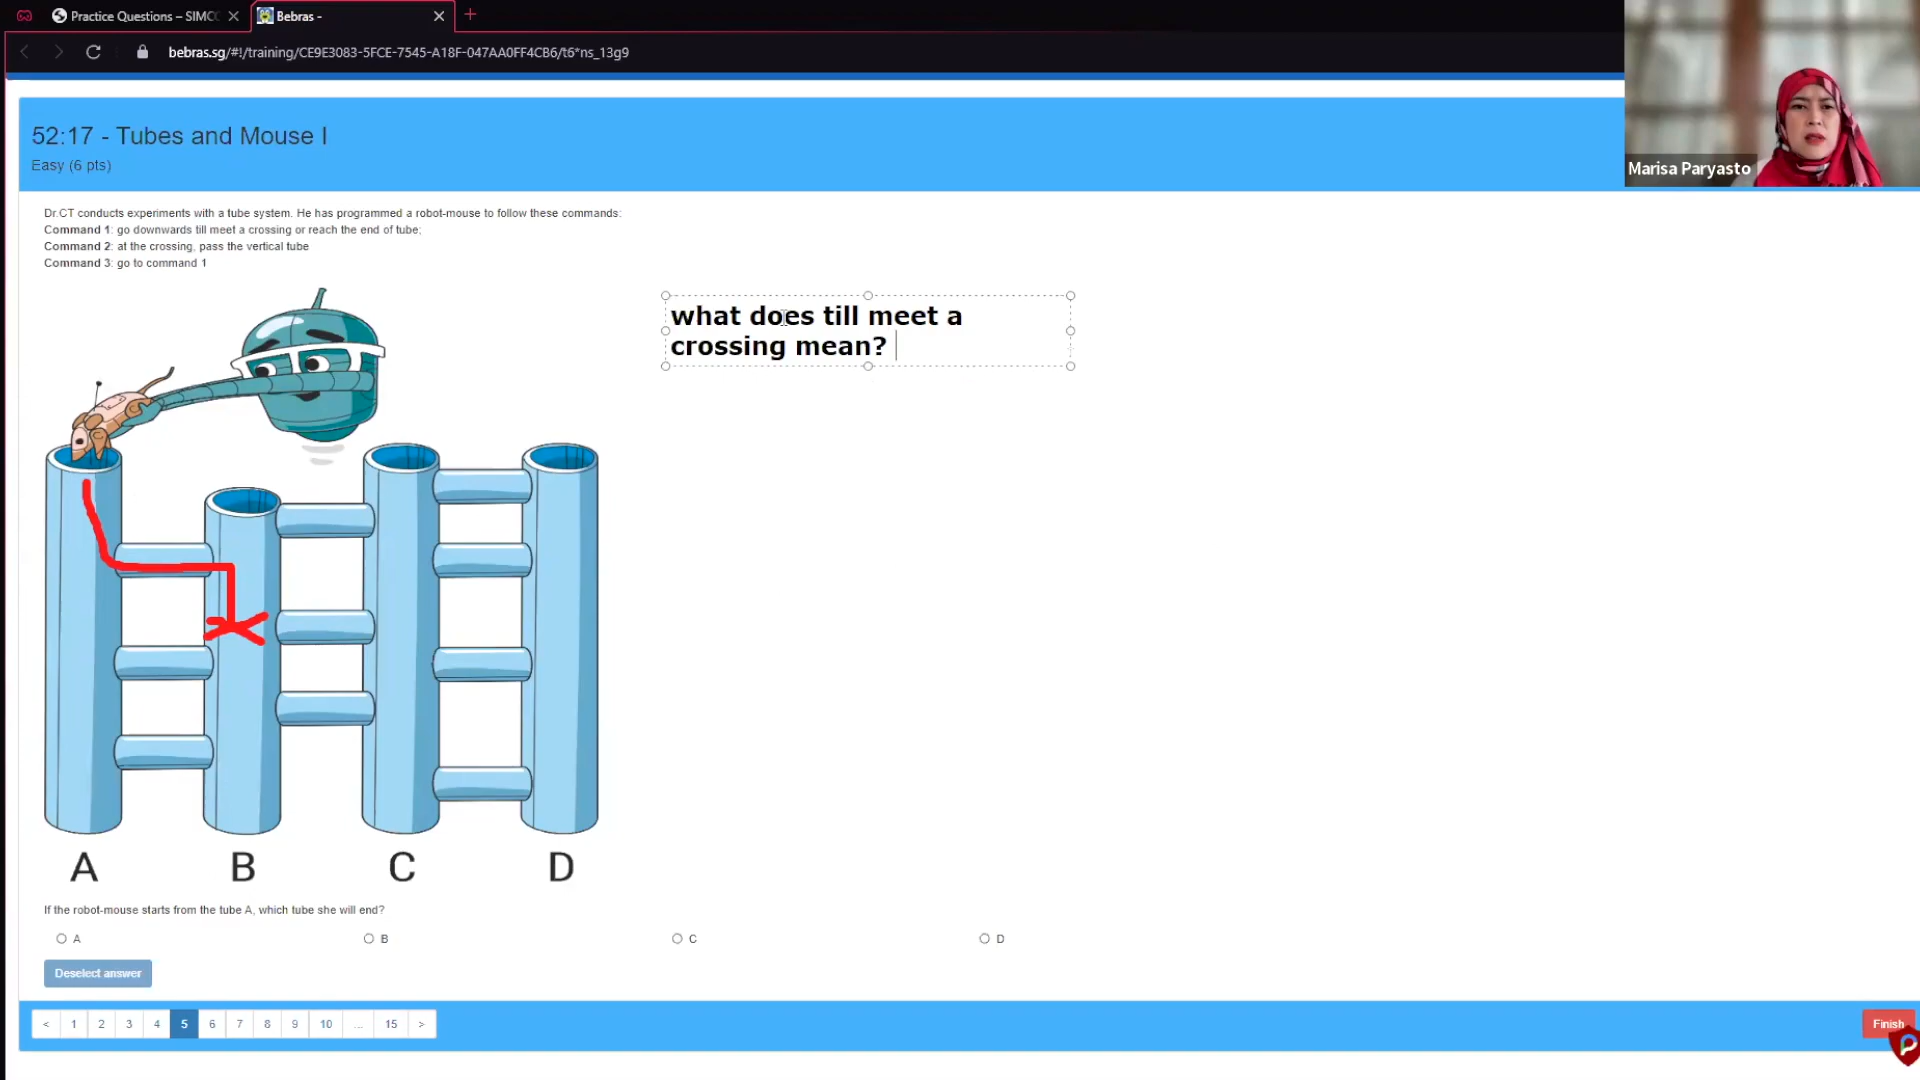 Practice Questions – SIMCC
Bebras -
bebras.sg/#!/training/CE9E3083-5FCE-7545-A18F-047AA0FF4CB6/t6*ns_13g9
Marisa Paryasto
52:17 - Tubes and Mouse I
Easy (6 pts)
Dr.CT conducts experiments with a tube system. He has programmed a robot-mouse to follow these commands:
Command 1: go downwards till meet a crossing or reach the end of tube;
Command 2: at the crossing, pass the vertical tube
Command 3: go to command 1
what does till meet a
crossing mean?
A B C D
If the robot-mouse starts from the tube A, which tube she will end?
A B C D
Deselect answer
< 1 2 3 4 5 6 7 8 9 10 ... 15 >
Finish